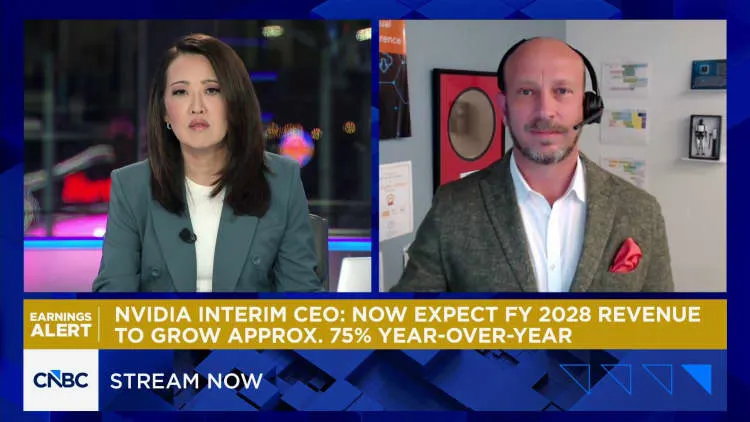 ference
EARNINGS
ALERT
NVIDIA INTERIM CEO: NOW EXPECT FY 2028 REVENUE
TO GROW APPROX. 75% YEAR-OVER-YEAR
CNBC
STREAM NOW